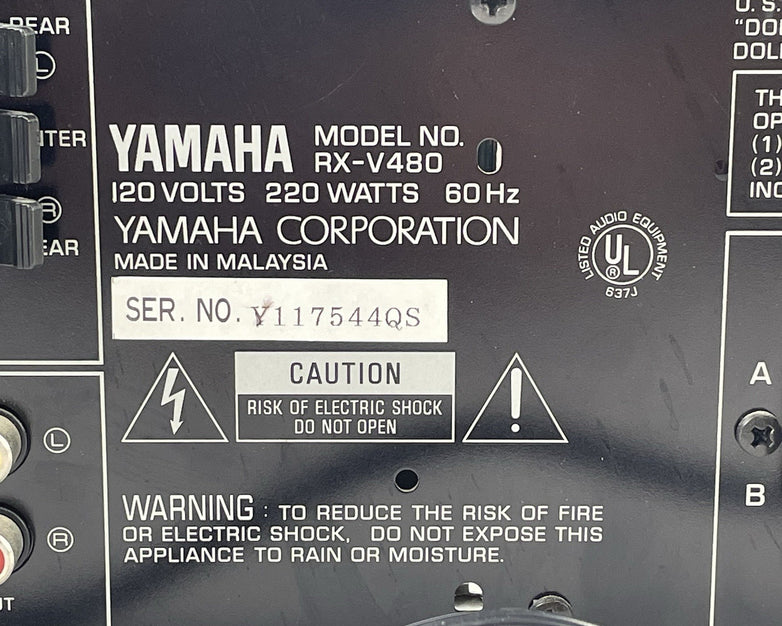 REAR
L
R
YAMAHA MODEL NO.
RX-V480
120 VOLTS 220 WATTS 60 Hz
YAMAHA CORPORATION
MADE IN MALAYSIA
SER. NO. Y117544QS
LISTED AUDIO EQUIPMENT
UL
®
637J
CAUTION
RISK OF ELECTRIC SHOCK
DO NOT OPEN
!
WARNING : TO REDUCE THE RISK OF FIRE
OR ELECTRIC SHOCK, DO NOT EXPOSE THIS
APPLIANCE TO RAIN OR MOISTURE.
L
R
U.S.
(1)
(2)
A
B